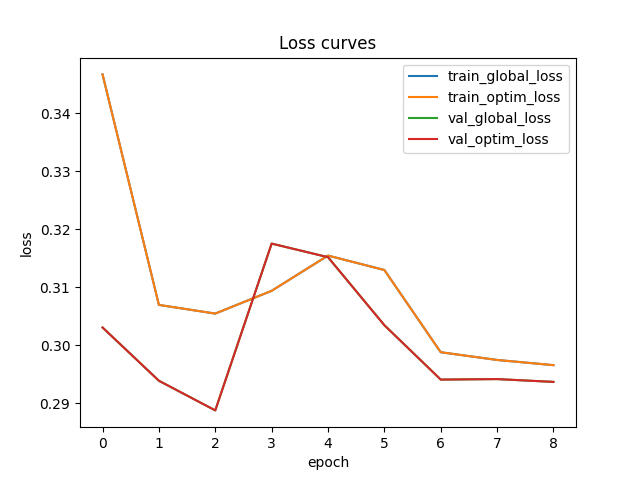 Loss curves
train_global_loss
train_optim_loss
val_global_loss
val_optim_loss
0.34
0.33
0.32
0.31
0.30
0.29
loss
0 1 2 3 4 5 6 7 8
epoch